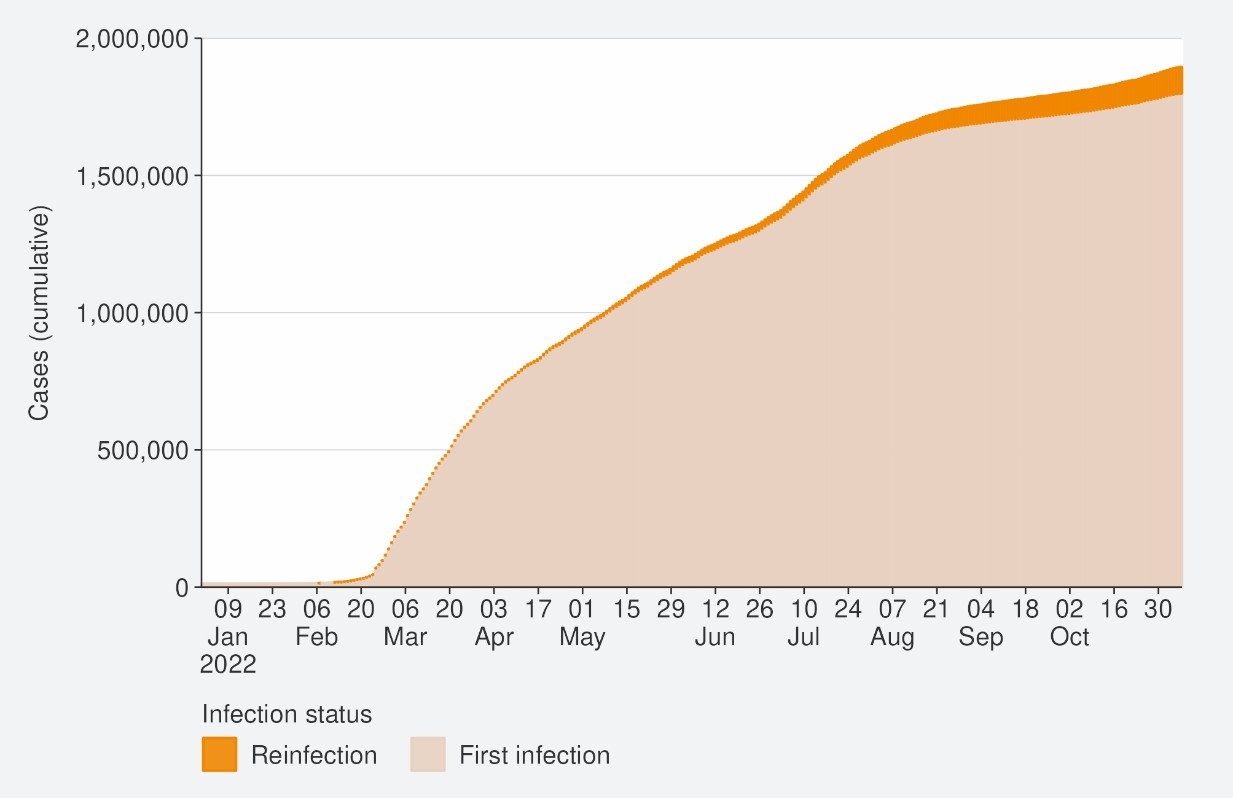 2,000,000
1,500,000
1,000,000
500,000
0
Cases (cumulative)
09 23 06 20 06 20 03 17 01 15 29 12 26 10 24 07 21 04 18 02 16 30
Jan Feb Mar Apr May Jun Jul Aug Sep Oct
2022
Infection status
Reinfection First infection